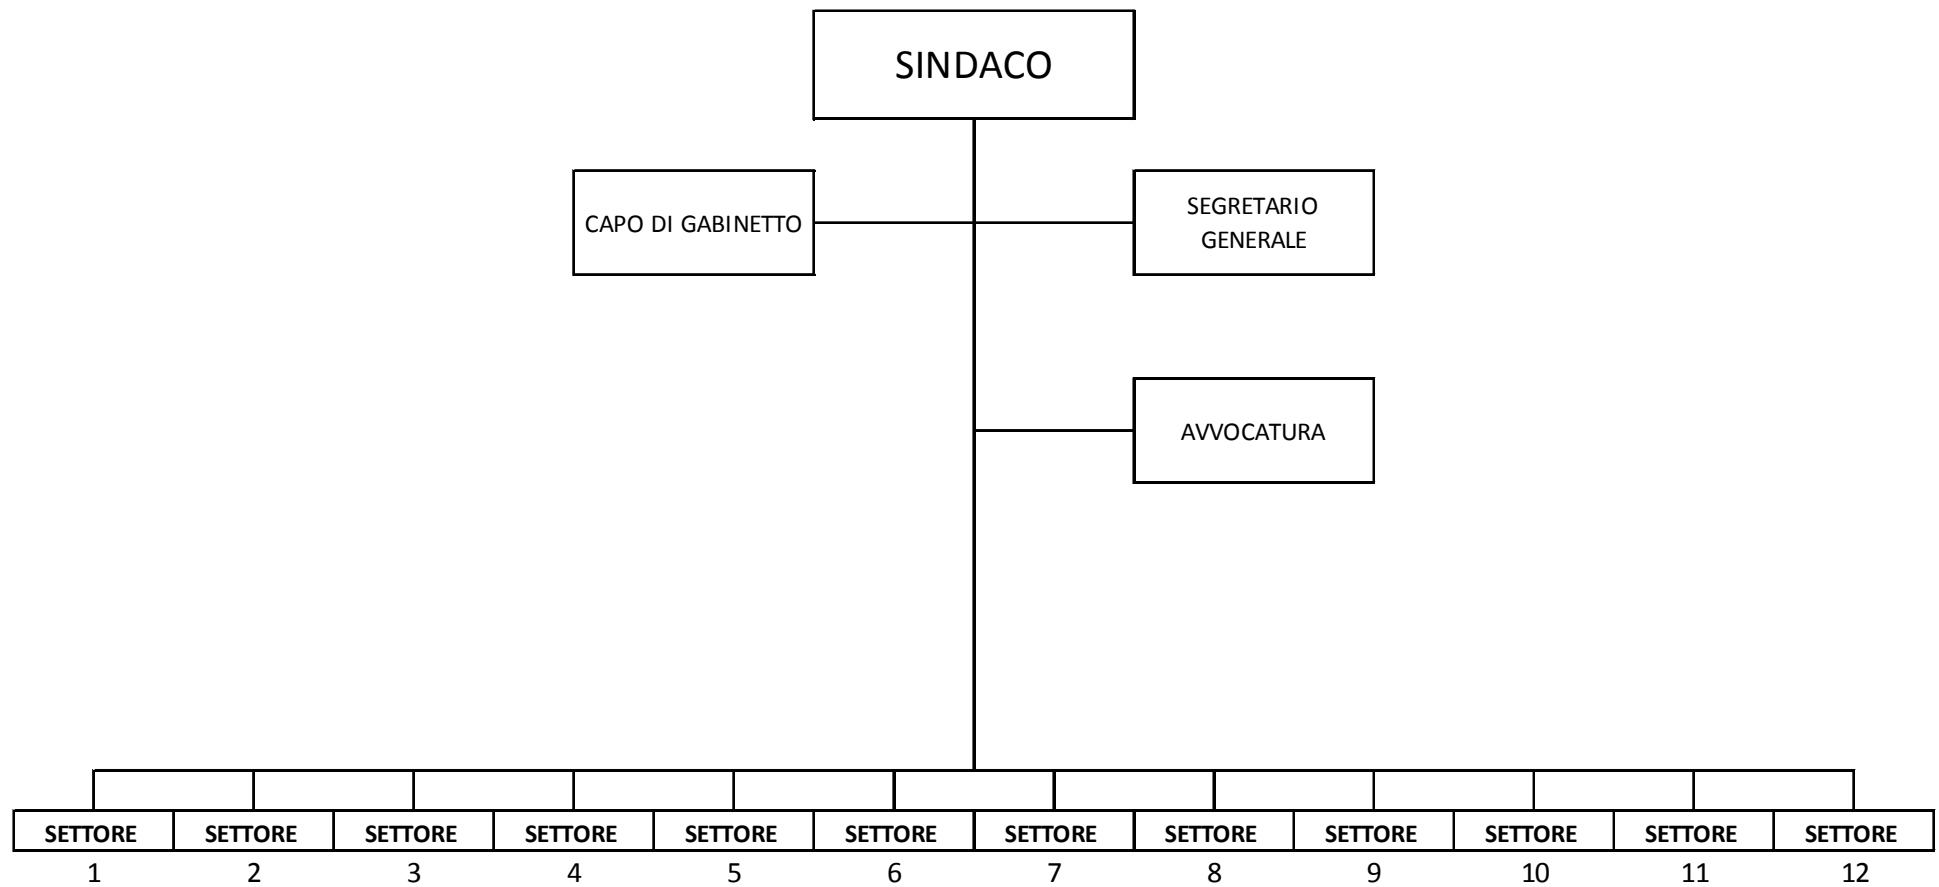 SINDACO
CAPO DI GABINETTO
SEGRETARIO
GENERALE
AVVOCATURA
SETTORE SETTORE SETTORE SETTORE SETTORE SETTORE SETTORE SETTORE SETTORE SETTORE SETTORE SETTORE
1 2 3 4 5 6 7 8 9 10 11 12